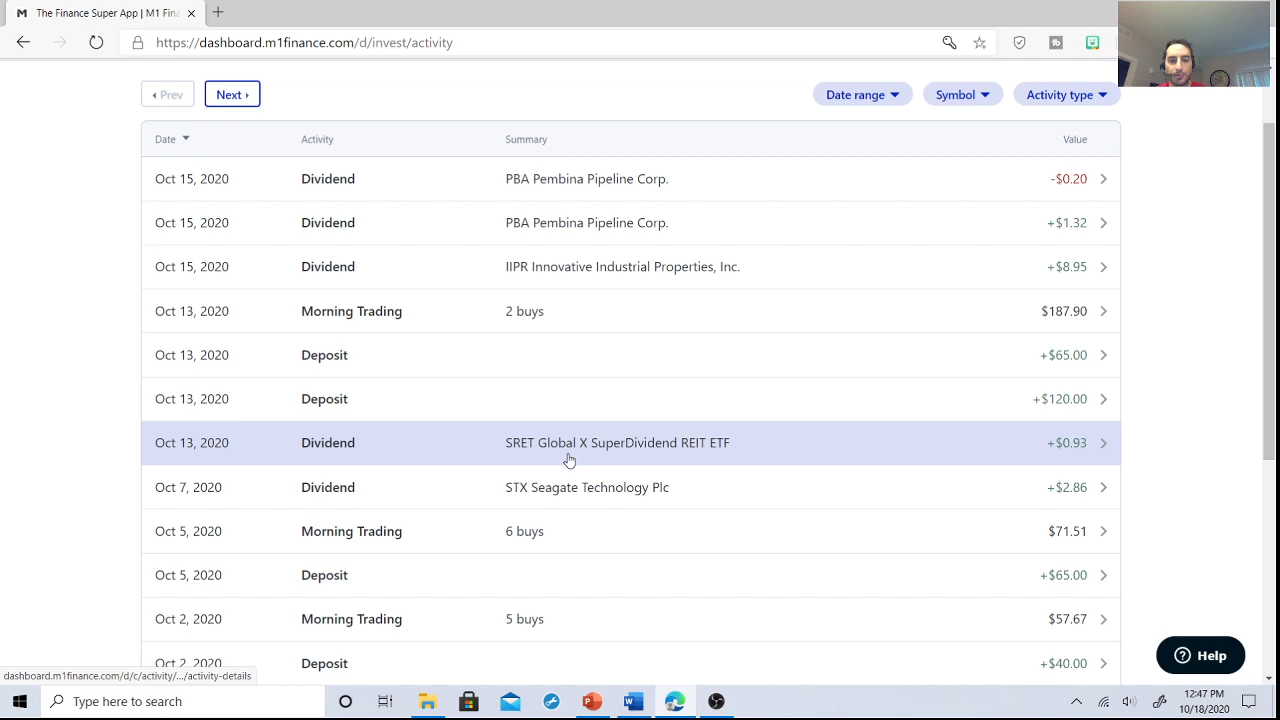 The Finance Super App | M1 Fina
https://dashboard.m1finance.com/d/invest/activity
Prev Next Date range Symbol Activity type
Date Activity Summary Value
Oct 15, 2020 Dividend PBA Pembina Pipeline Corp. -$0.20
Oct 15, 2020 Dividend PBA Pembina Pipeline Corp. +$1.32
Oct 15, 2020 Dividend IIPR Innovative Industrial Properties, Inc. +$8.95
Oct 13, 2020 Morning Trading 2 buys $187.90
Oct 13, 2020 Deposit +$65.00
Oct 13, 2020 Deposit +$120.00
Oct 13, 2020 Dividend SRET Global X SuperDividend REIT ETF +$0.93
Oct 7, 2020 Dividend STX Seagate Technology Plc +$2.86
Oct 5, 2020 Morning Trading 6 buys $71.51
Oct 5, 2020 Deposit +$65.00
Oct 2, 2020 Morning Trading 5 buys $57.67
Oct 2, 2020 Deposit +$40.00
Help
dashboard.m1finance.com/d/c/activity/.../activity-details
Type here to search
12:47 PM
10/18/2020